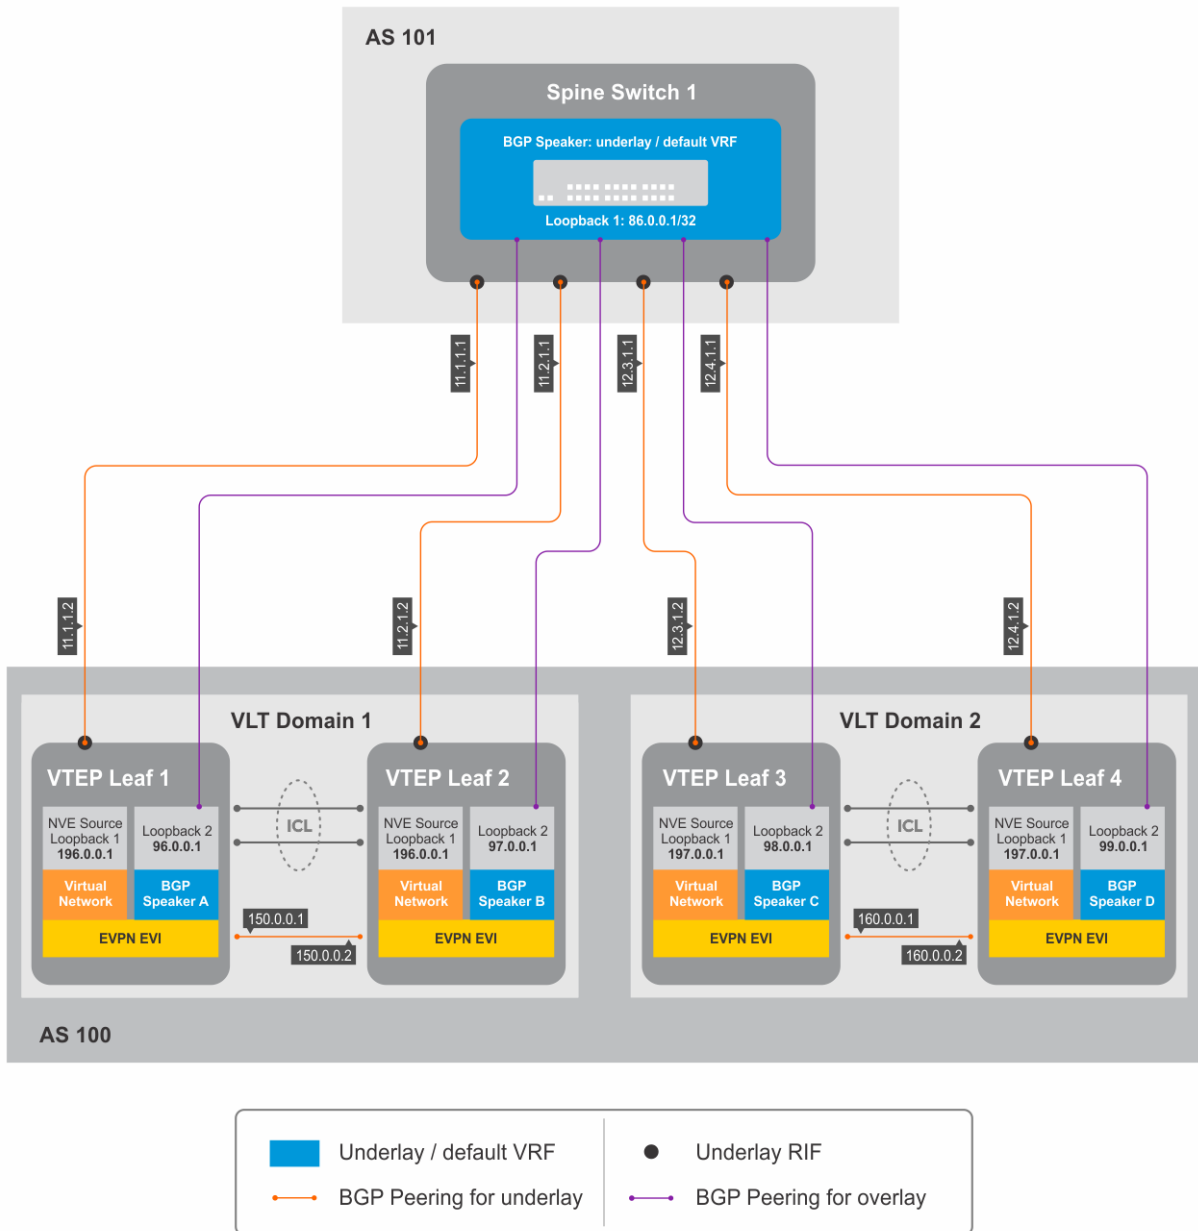 AS 101
Spine Switch 1
BGP Speaker: underlay / default VRF
Loopback 1: 86.0.0.1/32
11.1.1.1
11.2.1.1
12.3.1.1
12.4.1.1
11.1.1.2
11.2.1.2
12.3.1.2
12.4.1.2
VLT Domain 1
VTEP Leaf 1
NVE Source
Loopback 1
196.0.0.1
Loopback 2
96.0.0.1
Virtual
Network
BGP
Speaker A
EVPN EVI
ICL
150.0.0.1
150.0.0.2
VTEP Leaf 2
NVE Source
Loopback 1
196.0.0.1
Loopback 2
97.0.0.1
Virtual
Network
BGP
Speaker B
EVPN EVI
VLT Domain 2
VTEP Leaf 3
NVE Source
Loopback 1
197.0.0.1
Loopback 2
98.0.0.1
Virtual
Network
BGP
Speaker C
EVPN EVI
ICL
160.0.0.1
160.0.0.2
VTEP Leaf 4
NVE Source
Loopback 1
197.0.0.1
Loopback 2
99.0.0.1
Virtual
Network
BGP
Speaker D
EVPN EVI
AS 100
Underlay / default VRF
Underlay RIF
BGP Peering for underlay
BGP Peering for overlay